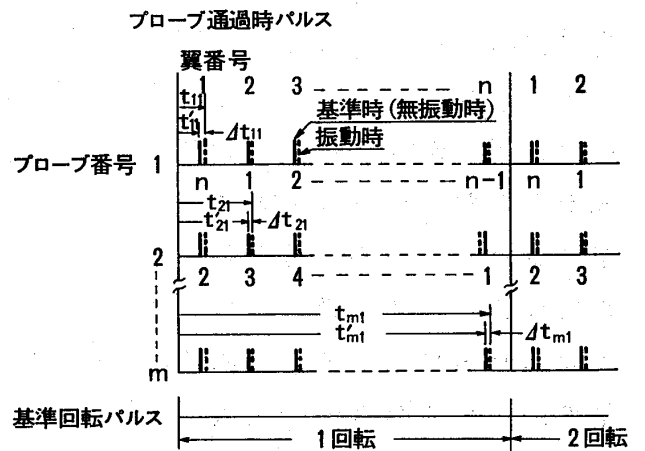 プローブ通過時パルス
翼番号
1 2 3 n 1 2
t11
t'11 Δt11
基準時(無振動時)
振動時
プローブ番号 1
n 1 2 n-1 n 1
t21
t'21 Δt21
2
2 3 4 1 2 3
tm1
t'm1 Δtm1
m
基準回転パルス
1回転 2回転